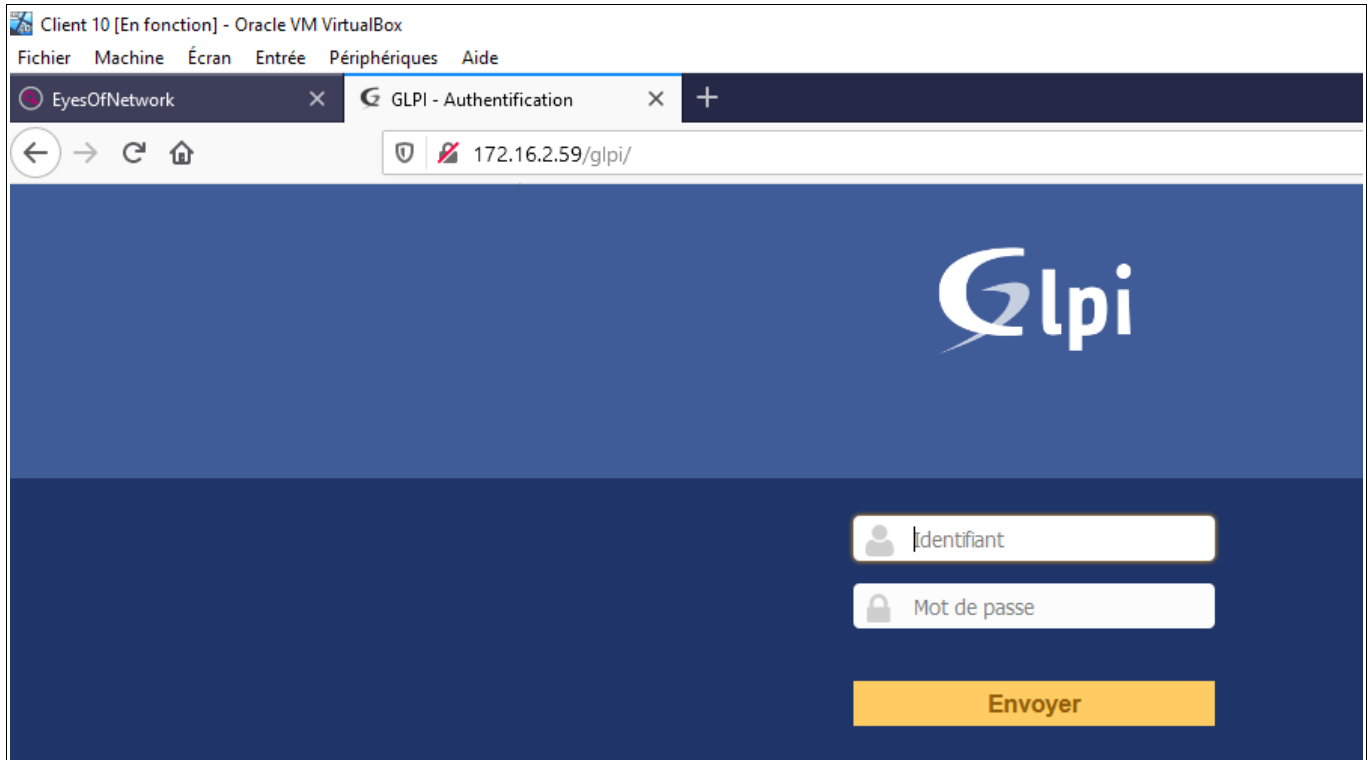 Client 10 [En fonction] - Oracle VM VirtualBox
Fichier Machine Écran Entrée Périphériques Aide
EyesOfNetwork GLPI - Authentification
172.16.2.59/glpi/
Glpi
Identifiant
Mot de passe
Envoyer